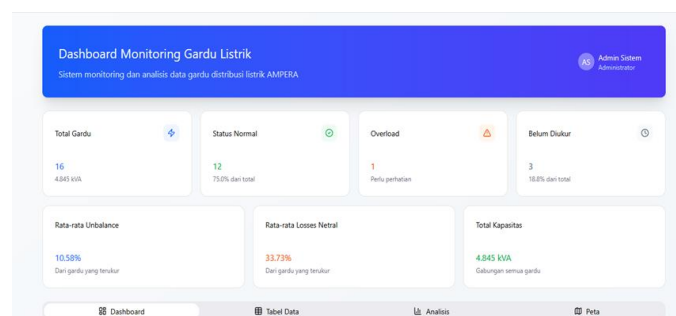 Dashboard Monitoring Gardu Listrik
Sistem monitoring dan analisis data gardu distribusi listrik AMPERA
AS
Admin Sistem
Administrator
Total Gardu
16
4.845 kVA
Status Normal
12
75.0% dari total
Overload
1
Perlu perhatian
Belum Diukur
3
18.8% dari total
Rata-rata Unbalance
10.58%
Dari gardu yang terukur
Rata-rata Losses Netral
33.73%
Dari gardu yang terukur
Total Kapasitas
4.845 kVA
Gabungan semua gardu
Dashboard
Tabel Data
Analisis
Peta